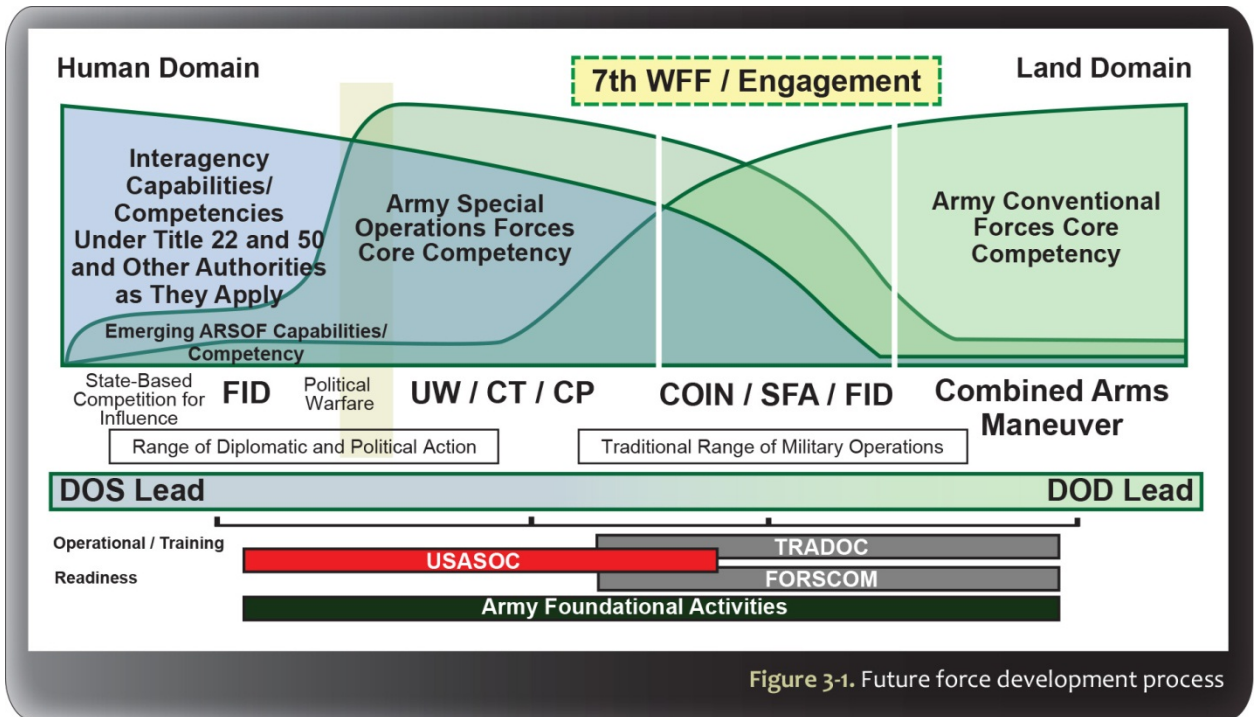 Human Domain
7th WFF / Engagement
Land Domain
Interagency
Capabilities/
Competencies
Under Title 22 and 50
and Other Authorities
as They Apply
Army Special
Operations Forces
Core Competency
Army Conventional
Forces Core
Competency
Emerging ARSOF Capabilities/
Competency
State-Based
Competition for
Influence
FID
Political
Warfare
UW / CT / CP
COIN / SFA / FID
Combined Arms
Maneuver
Range of Diplomatic and Political Action
Traditional Range of Military Operations
DOS Lead
DOD Lead
Operational / Training
TRADOC
USASOC
Readiness
FORSCOM
Army Foundational Activities
Figure 3-1. Future force development process